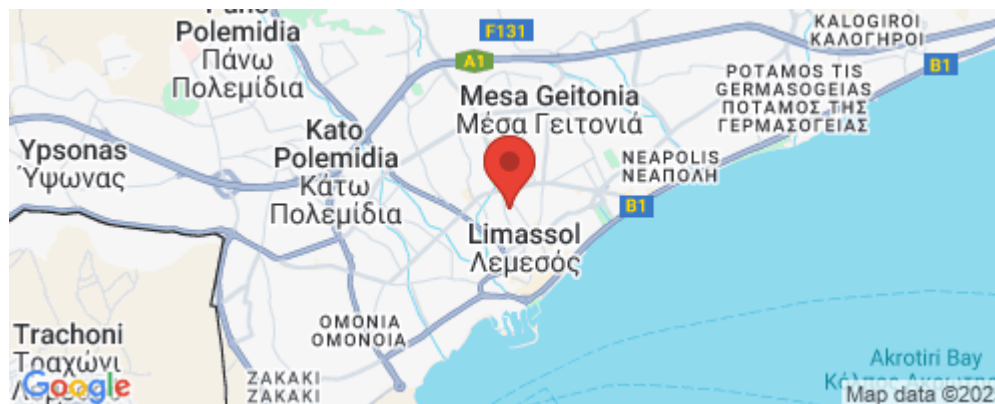 Polemidia
Πάνω
Πολεμίδια
F131
A1
KALOGIROI
ΚΑΛΟΓΗΡΟΙ
B1
POTAMOS TIS
GERMASOGEIAS
ΠΟΤΑΜΟΣ ΤΗΣ
ΓΕΡΜΑΣΟΓΕΙΑΣ
Mesa Geitonia
Μέσα Γειτονιά
Kato
Polemidia
Κάτω
Πολεμίδια
Ypsonas
Ύψωνας
NEAPOLIS
ΝΕΑΠΟΛΗ
B1
Limassol
Λεμεσός
OMONIA
ΟΜΟΝΟΙΑ
Trachoni
Τραχώνι
ZAKAKI
ΖΑΚΑΚΙ
Akrotiri Bay
Google
Map data ©202